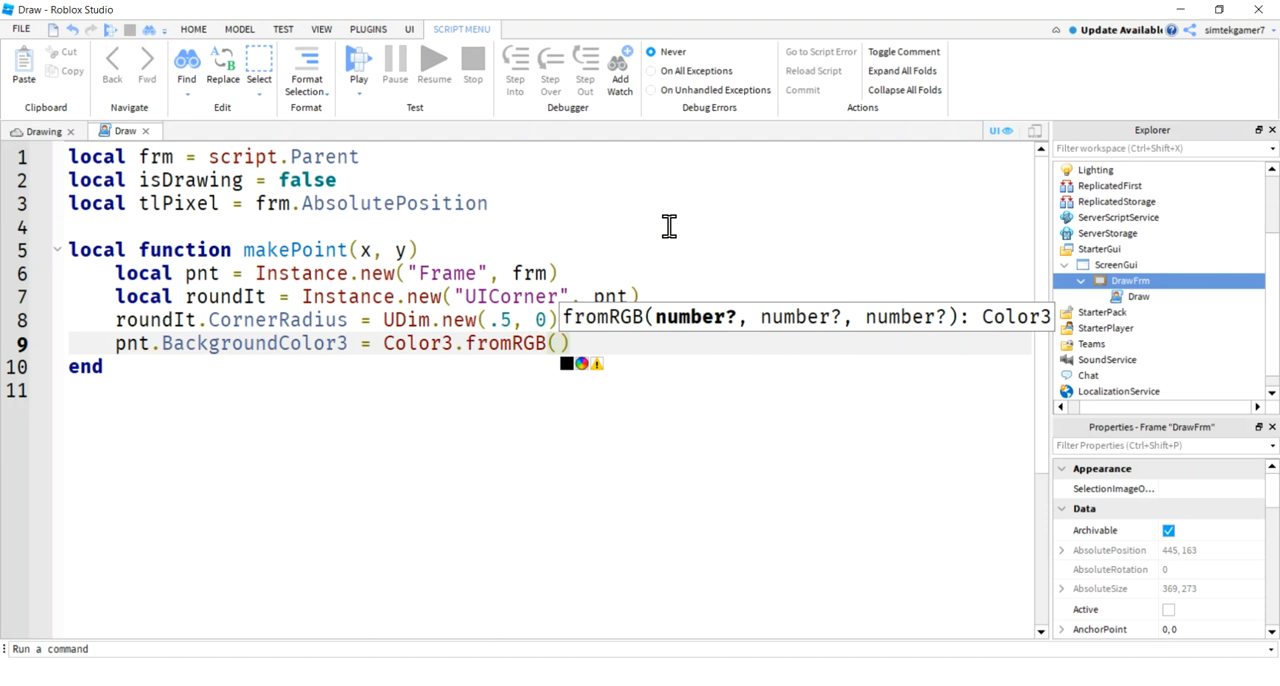 Draw - Roblox Studio
FILE HOME MODEL TEST VIEW PLUGINS UI SCRIPT MENU Update Availabl simtekgamer7
Paste Cut Copy Back Fwd Find Replace Select Format Selection Play Pause Resume Stop Step Into Step Over Step Out Add Watch Never On All Exceptions On Unhandled Exceptions Go to Script Error Reload Script Commit Toggle Comment Expand All Folds Collapse All Folds
Clipboard Navigate Edit Format Test Debugger Debug Errors Actions
Drawing Draw UI
1 local frm = script.Parent
2 local isDrawing = false
3 local tlPixel = frm.AbsolutePosition
4
5 local function makePoint(x, y)
6 local pnt = Instance.new("Frame", frm)
7 local roundIt = Instance.new("UICorner", pnt)
8 roundIt.CornerRadius = UDim.new(.5, 0)
fromRGB(number?, number?, number?): Color3
9 pnt.BackgroundColor3 = Color3.fromRGB()
10 end
11
Explorer
Filter workspace (Ctrl+Shift+X)
Lighting
ReplicatedFirst
ReplicatedStorage
ServerScriptService
ServerStorage
StarterGui
ScreenGui
DrawFrm
Draw
StarterPack
StarterPlayer
Teams
SoundService
Chat
LocalizationService
Properties - Frame "DrawFrm"
Filter Properties (Ctrl+Shift+P)
Appearance
SelectionImageO...
Data
Archivable
AbsolutePosition 445, 163
AbsoluteRotation 0
AbsoluteSize 369, 273
Active
AnchorPoint 0, 0
Run a command